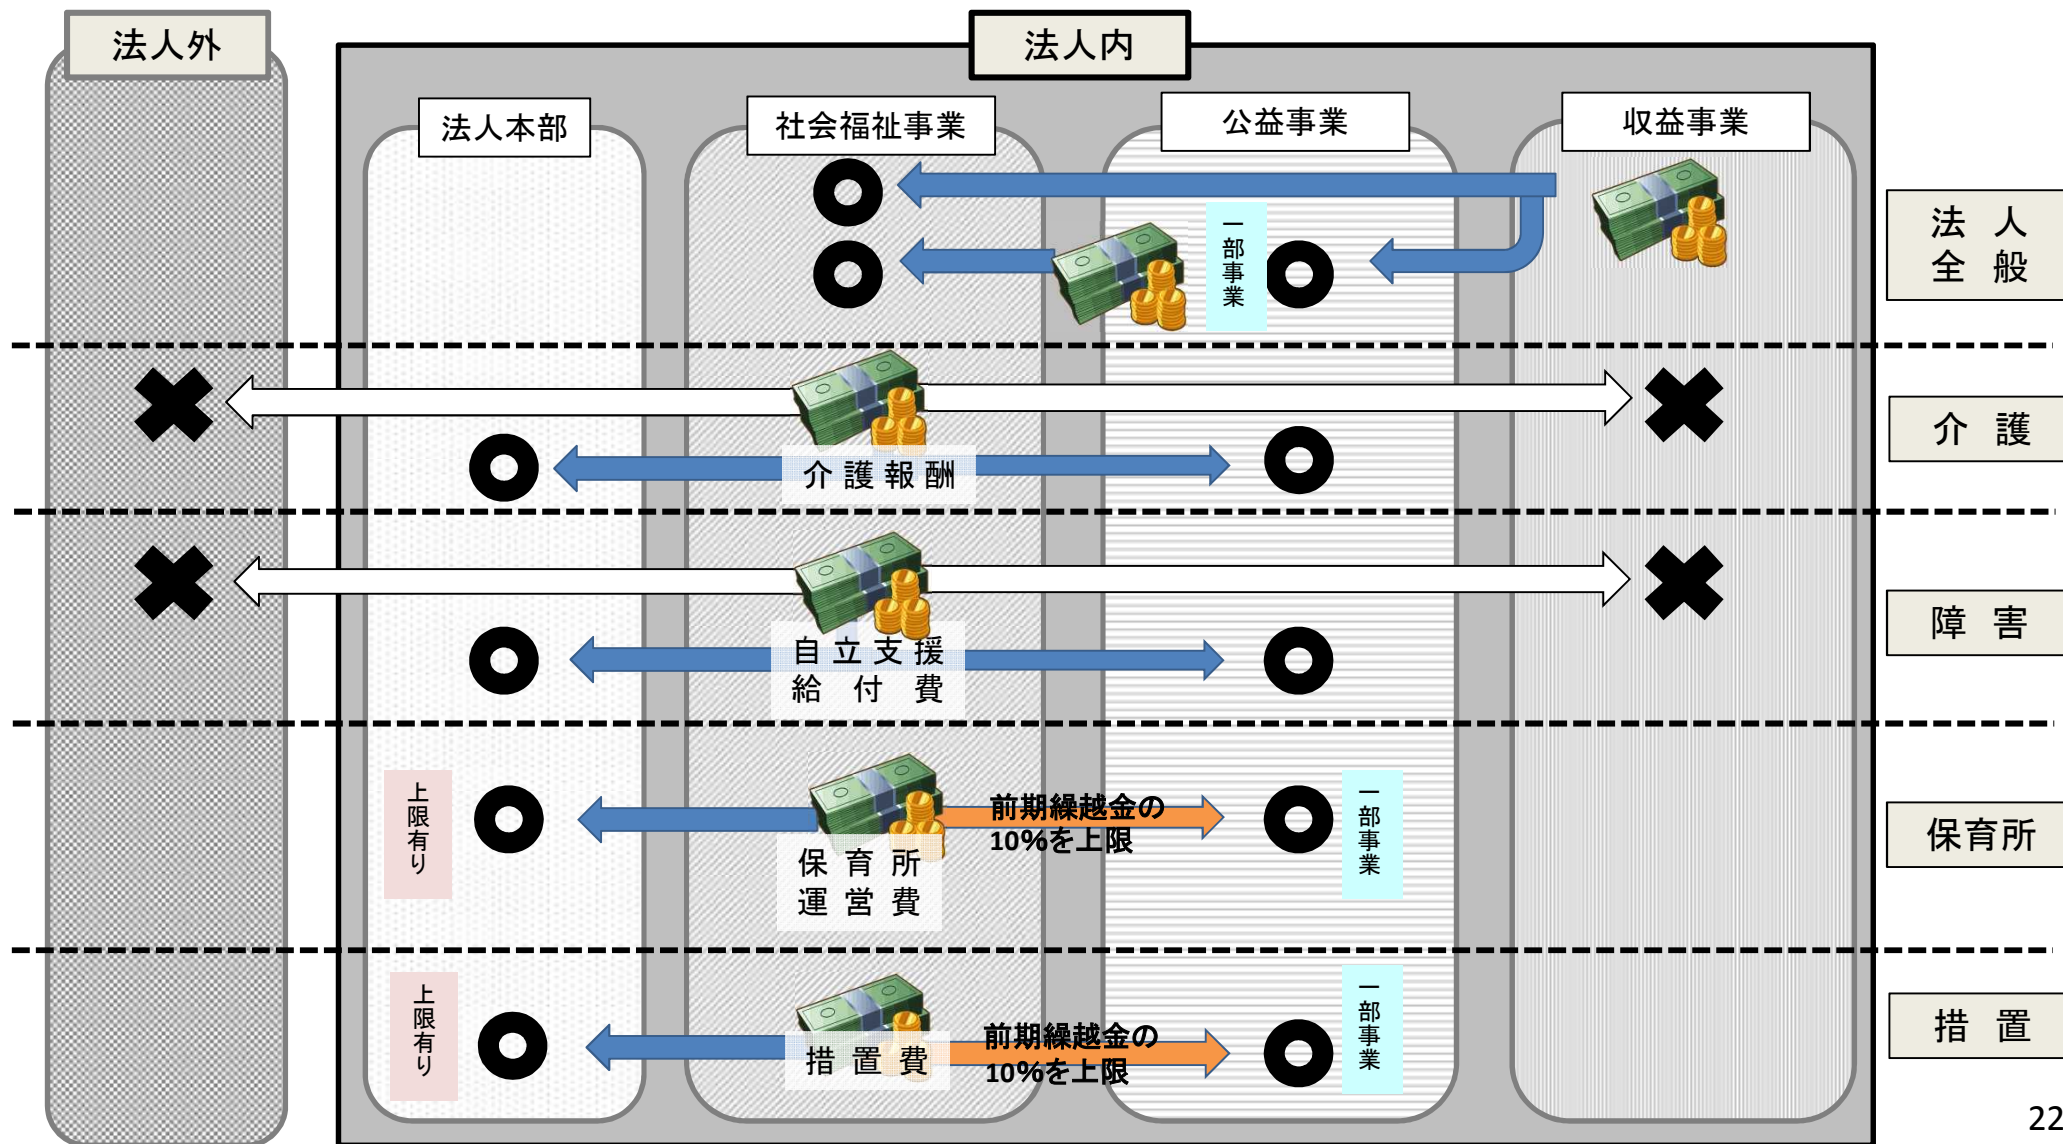 法人外
法人内
法人本部
社会福祉事業
公益事業
収益事業
一部事業
法 人
全 般
介護報酬
介 護
自立支援
給 付 費
障 害
上限有り
前期繰越金の
10%を上限
一部事業
保育所
運営費
保育所
上限有り
前期繰越金の
10%を上限
一部事業
措置費
措 置
22